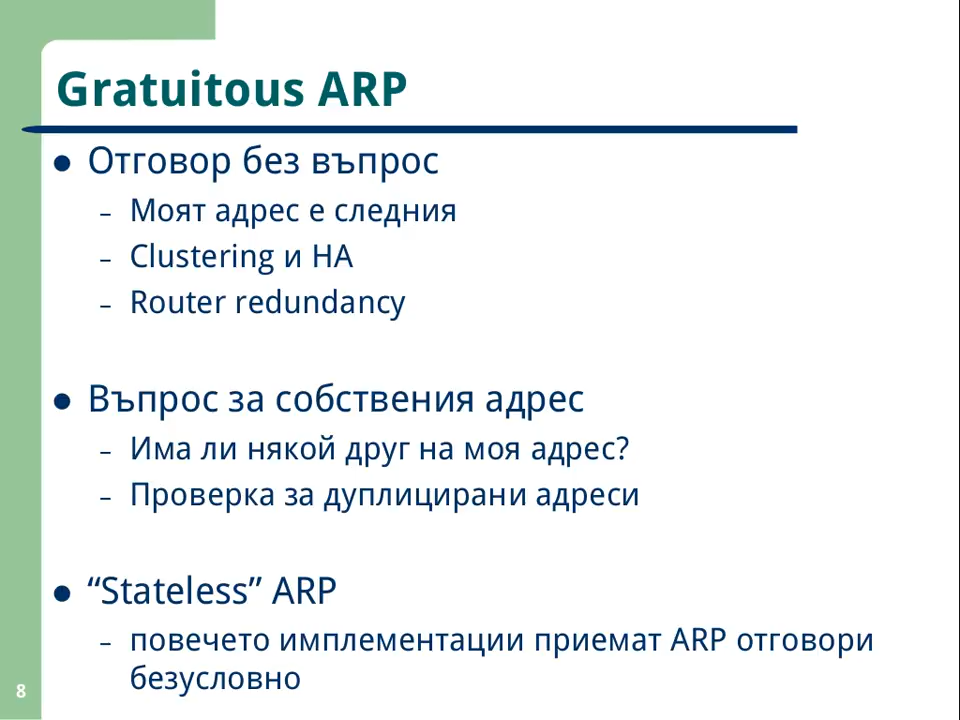 Gratuitous ARP
● Отговор без въпрос
– Моят адрес е следния
– Clustering и HA
– Router redundancy
● Въпрос за собствения адрес
– Има ли някой друг на моя адрес?
– Проверка за дуплицирани адреси
● “Stateless” ARP
– повечето имплементации приемат ARP отговори
безусловно
8